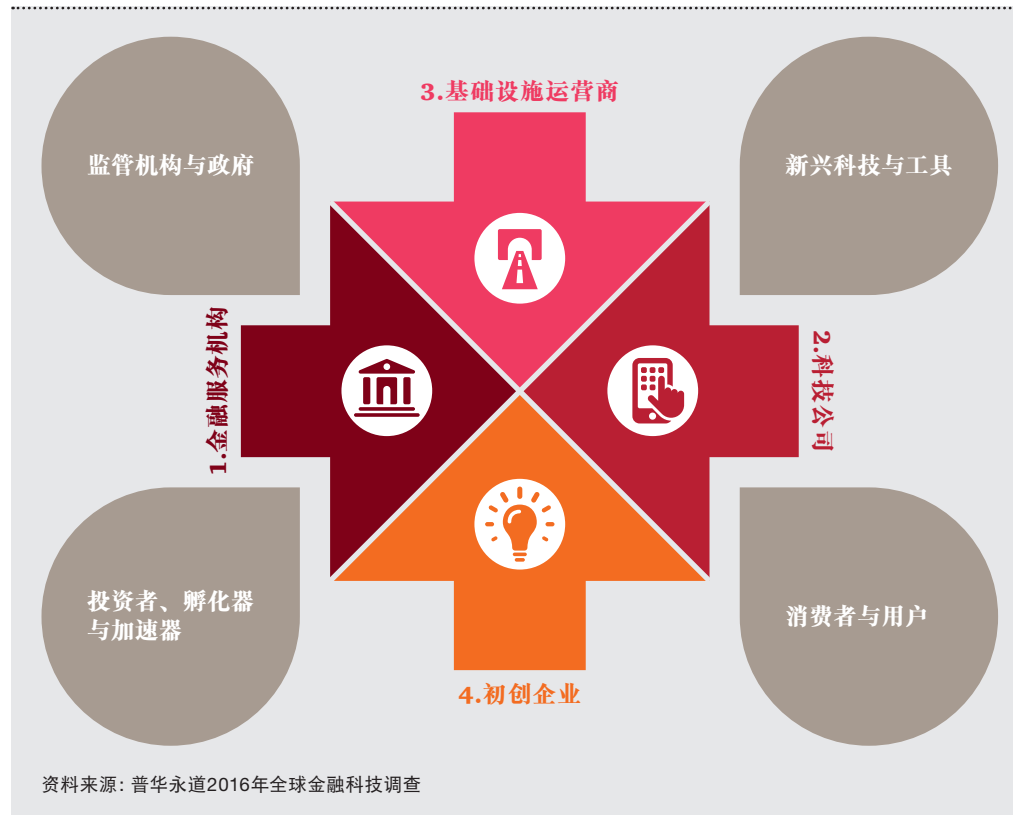 3.基础设施运营商
监管机构与政府
新兴科技与工具
1.金融服务机构
2.科技公司
投资者、孵化器
与加速器
消费者与用户
4.初创企业
资料来源: 普华永道2016年全球金融科技调查